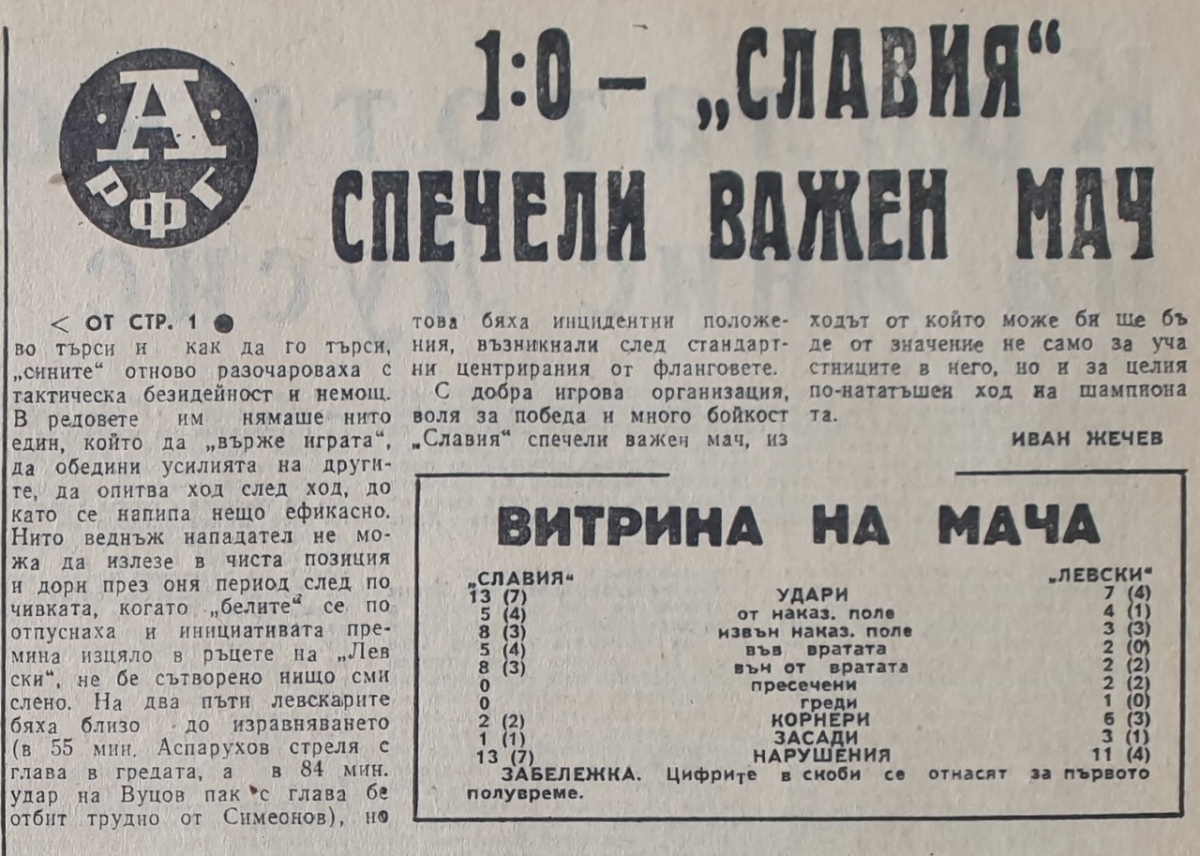 А
РФГ
1:0 — „СЛАВИЯ“
СПЕЧЕЛИ ВАЖЕН МАЧ
< ОТ СТР. 1 ●
во търси и как да го търси,
„сините“ отново разочароваха с
тактическа безидейност и немощ.
В редовете им нямаше нито
един, който да „върже играта“,
да обедини усилията на други-
те, да опитва ход след ход, до
като се напипа нещо ефикасно.
Нито веднъж нападател не мо-
жа да излезе в чиста позиция
и дори през оня период след по
чивката, когато „белите“ се по
отпуснаха и инициативата пре-
мина изцяло в ръцете на „Лев
ски“, не бе сътворено нищо сми
слено. На два пъти левскарите
бяха близо до изравняването
(в 55 мин. Аспарухов стреля с
глава в гредата, а в 84 мин.
удар на Вуцов пак с глава бе
отбит трудно от Симеонов), но
това бяха инцидентни положе-
ния, възникнали след стандарт-
ни центрирания от фланговете.
С добра игрова организация,
воля за победа и много бойкост
„Славия“ спечели важен мач, из
ходът от който може би ще бъ
де от значение не само за уча
стниците в него, но и за целия
по-нататъшен ход на шампиона
та.
ИВАН ЖЕЧЕВ
ВИТРИНА НА МАЧА
„СЛАВИЯ“ „ЛЕВСКИ“
13 (7) УДАРИ 7 (4)
5 (4) от наказ. поле 4 (1)
8 (3) извън наказ. поле 3 (3)
5 (4) във вратата 2 (0)
8 (3) вън от вратата 2 (2)
0 пресечени 2 (2)
0 греди 1 (0)
2 (2) КОРНЕРИ 6 (3)
1 (1) ЗАСАДИ 3 (1)
13 (7) НАРУШЕНИЯ 11 (4)
ЗАБЕЛЕЖКА. Цифрите в скоби се отнасят за първото
полувреме.